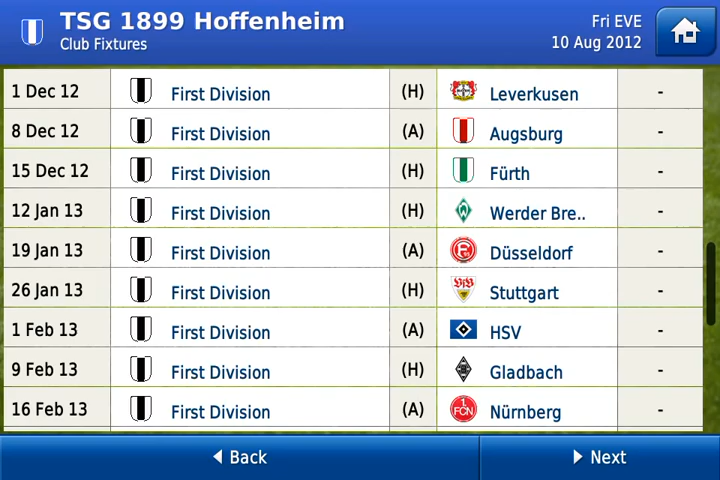 TSG 1899 Hoffenheim
Club Fixtures
Fri EVE
10 Aug 2012
1 Dec 12 First Division (H) Leverkusen -
8 Dec 12 First Division (A) Augsburg -
15 Dec 12 First Division (H) Fürth -
12 Jan 13 First Division (H) Werder Bre.. -
19 Jan 13 First Division (A) Düsseldorf -
26 Jan 13 First Division (H) Stuttgart -
1 Feb 13 First Division (A) HSV -
9 Feb 13 First Division (H) Gladbach -
16 Feb 13 First Division (A) Nürnberg -
Back
Next